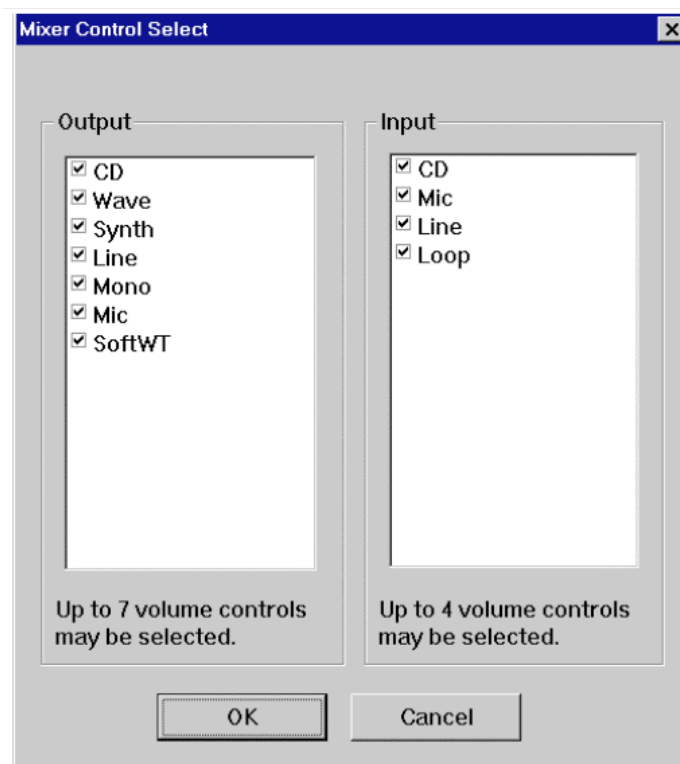 Mixer Control Select
Output
CD
Wave
Synth
Line
Mono
Mic
SoftWT
Up to 7 volume controls
may be selected.
Input
CD
Mic
Line
Loop
Up to 4 volume controls
may be selected.
OK
Cancel